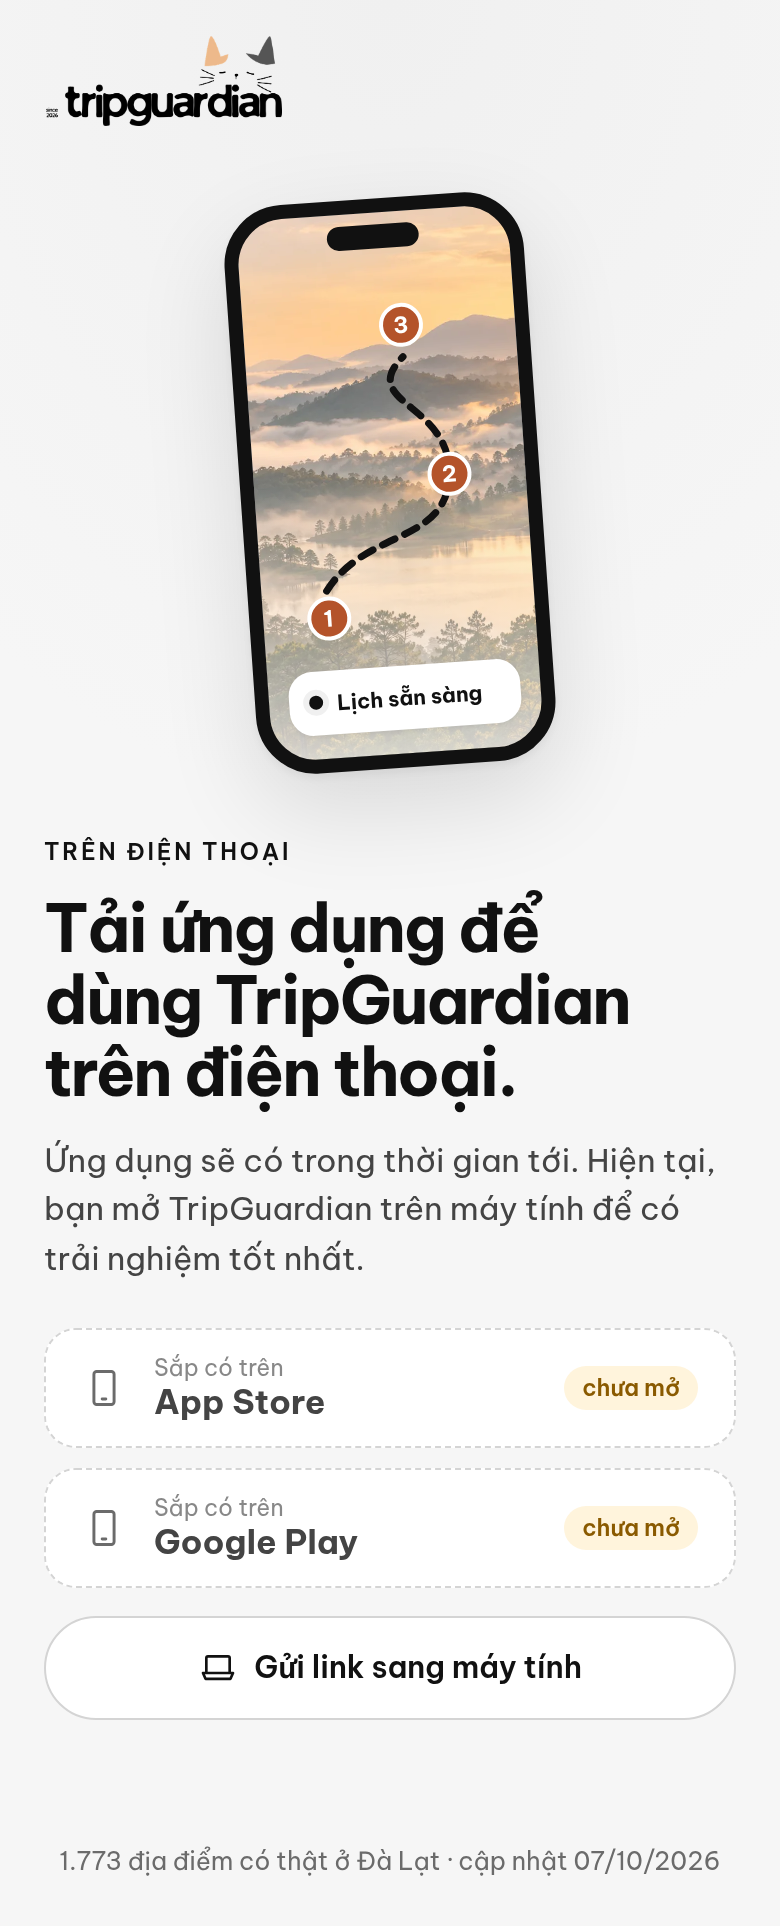 since
2026
tripguardian
3
2
1
Lịch sẵn sàng
TRÊN ĐIỆN THOẠI
Tải ứng dụng để
dùng TripGuardian
trên điện thoại.
Ứng dụng sẽ có trong thời gian tới. Hiện tại,
bạn mở TripGuardian trên máy tính để có
trải nghiệm tốt nhất.
Sắp có trên
App Store
chưa mở
Sắp có trên
Google Play
chưa mở
Gửi link sang máy tính
1.773 địa điểm có thật ở Đà Lạt · cập nhật 07/10/2026